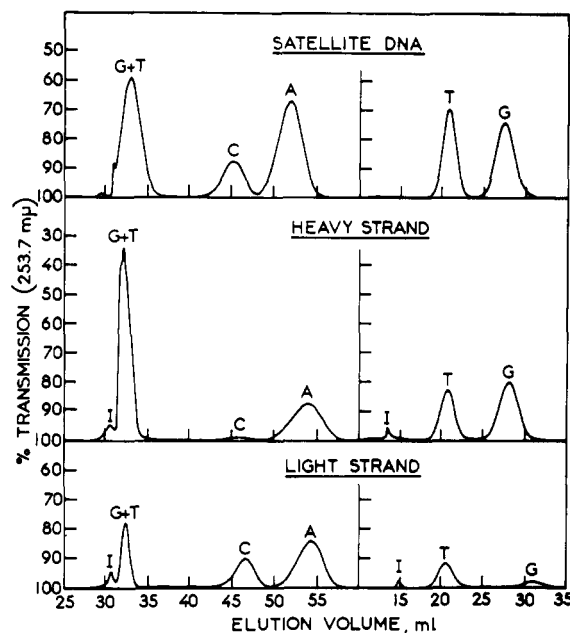 SATELLITE DNA
G+T
C
A
T
G
50
60
70
80
90
100
HEAVY STRAND
G+T
I
C
A
I
T
G
30
40
50
60
70
80
90
100
LIGHT STRAND
G+T
I
C
A
I
T
G
60
70
80
90
100
% TRANSMISSION (253.7 mμ)
25 30 35 45 50 55 15 20 25 30 35
ELUTION VOLUME, ml